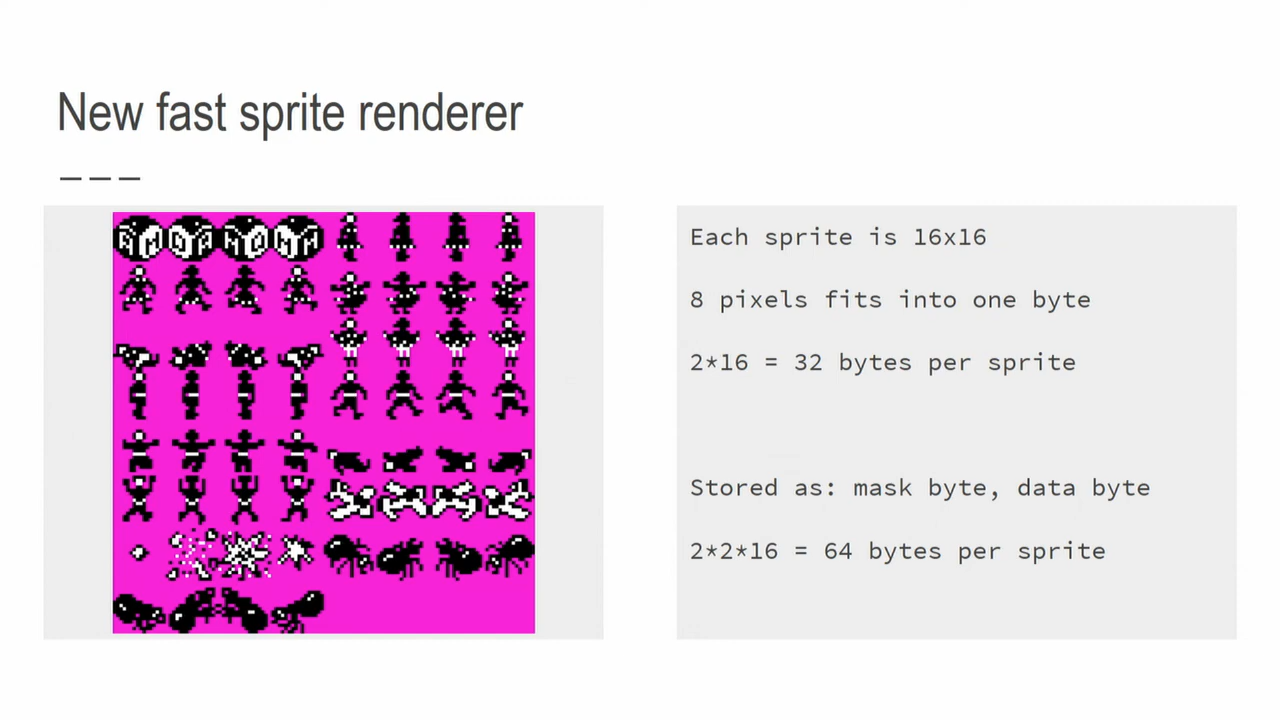 New fast sprite renderer
Each sprite is 16x16
8 pixels fits into one byte
2*16 = 32 bytes per sprite
Stored as: mask byte, data byte
2*2*16 = 64 bytes per sprite